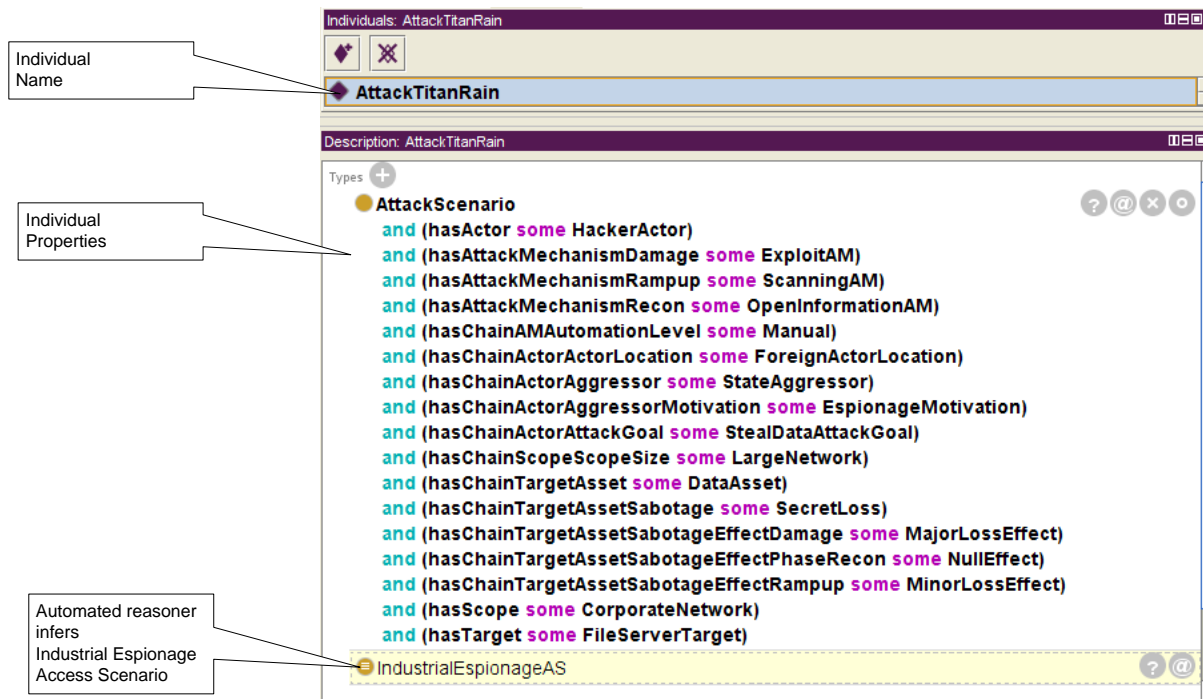 Individuals: AttackTitanRain
Individual
Name
AttackTitanRain
Description: AttackTitanRain
Types
Individual
Properties
AttackScenario
and (hasActor some HackerActor)
and (hasAttackMechanismDamage some ExploitAM)
and (hasAttackMechanismRampup some ScanningAM)
and (hasAttackMechanismRecon some OpenInformationAM)
and (hasChainAMAutomationLevel some Manual)
and (hasChainActorActorLocation some ForeignActorLocation)
and (hasChainActorAggressor some StateAggressor)
and (hasChainActorAggressorMotivation some EspionageMotivation)
and (hasChainActorAttackGoal some StealDataAttackGoal)
and (hasChainScopeScopeSize some LargeNetwork)
and (hasChainTargetAsset some DataAsset)
and (hasChainTargetAssetSabotage some SecretLoss)
and (hasChainTargetAssetSabotageEffectDamage some MajorLossEffect)
and (hasChainTargetAssetSabotageEffectPhaseRecon some NullEffect)
and (hasChainTargetAssetSabotageEffectRampup some MinorLossEffect)
and (hasScope some CorporateNetwork)
and (hasTarget some FileServerTarget)
Automated reasoner
infers
Industrial Espionage
Access Scenario
IndustrialEspionageAS